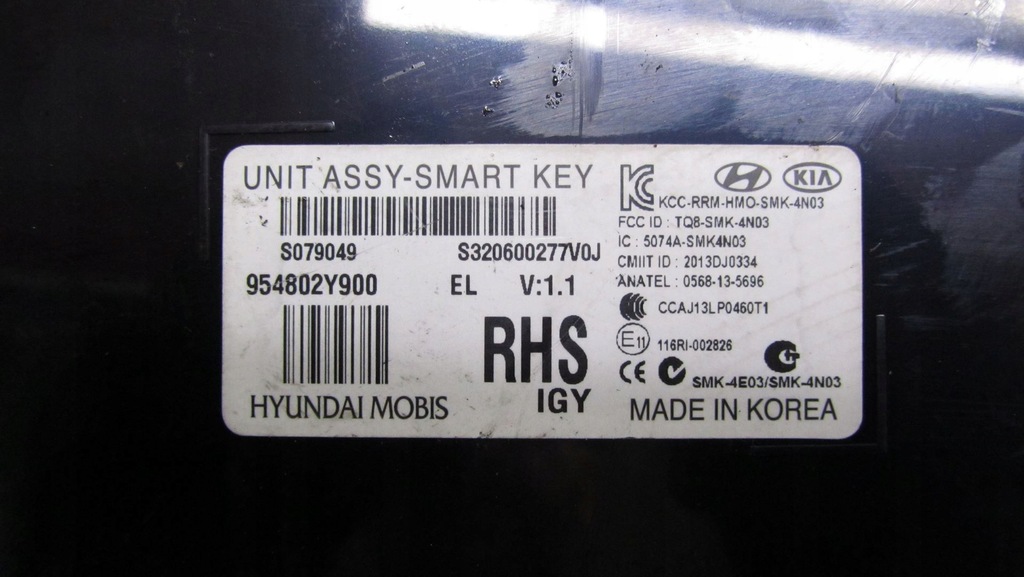 UNIT ASSY-SMART KEY
S079049 S320600277V0J
954802Y900 EL V:1.1
RHS
IGY
HYUNDAI MOBIS
KC
KIA
KCC-RRM-HMO-SMK-4N03
FCC ID : TQ8-SMK-4N03
IC : 5074A-SMK4N03
CMIIT ID : 2013DJ0334
ANATEL : 0568-13-5696
CCAJ13LP0460T1
E11 116RI-002826
CE SMK-4E03/SMK-4N03
MADE IN KOREA